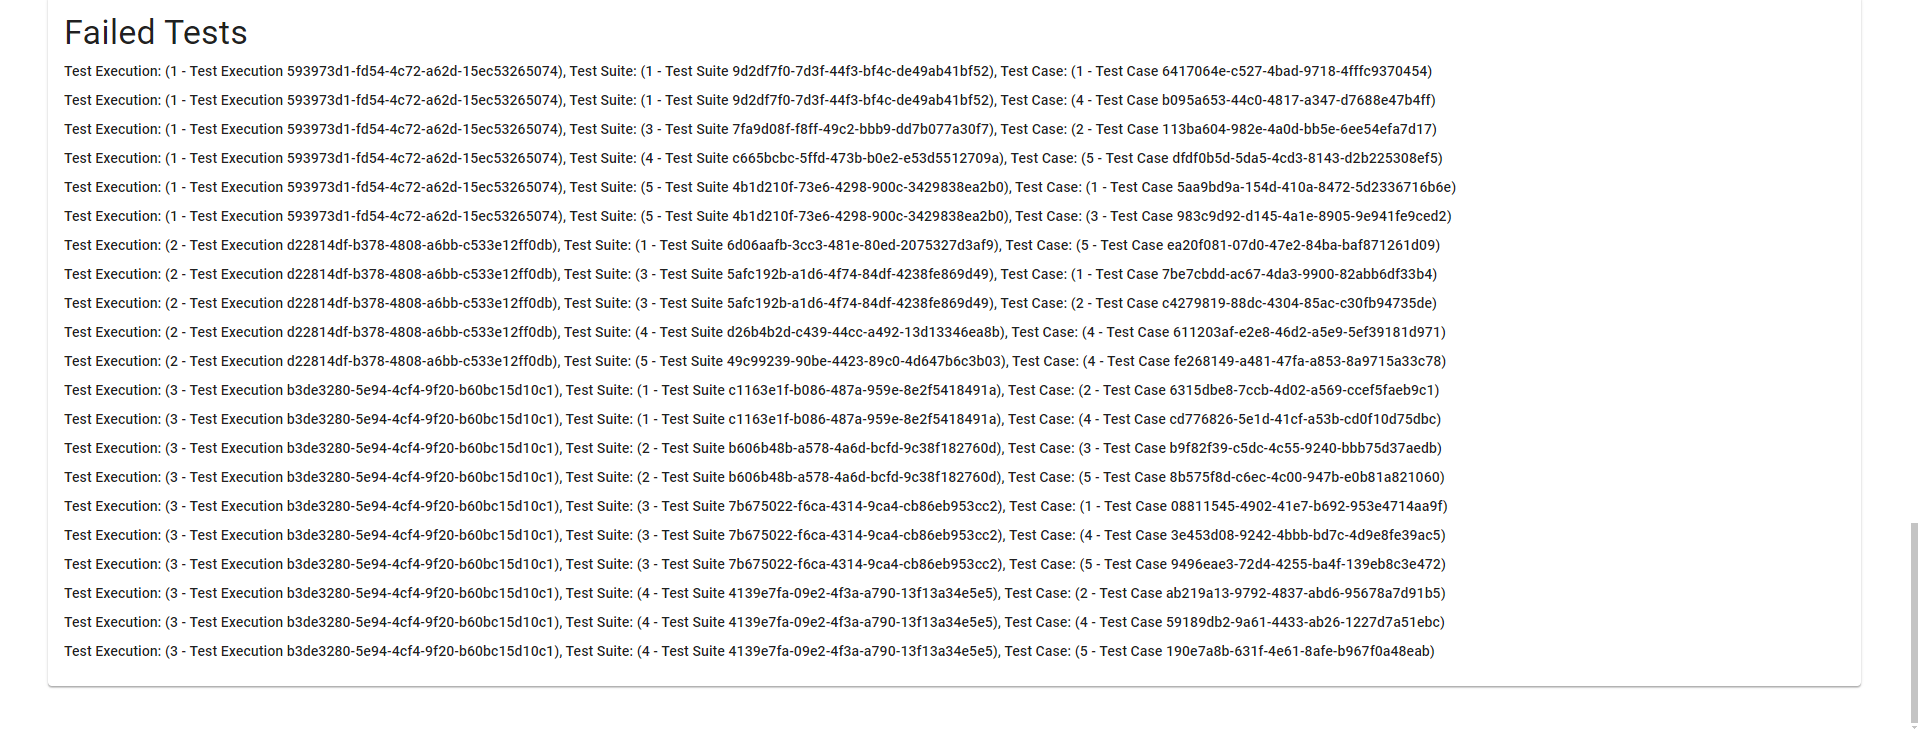 Failed Tests
Test Execution: (1 - Test Execution 593973d1-fd54-4c72-a62d-15ec53265074), Test Suite: (1 - Test Suite 9d2df7f0-7d3f-44f3-bf4c-de49ab41bf52), Test Case: (1 - Test Case 6417064e-c527-4bad-9718-4fffc9370454)
Test Execution: (1 - Test Execution 593973d1-fd54-4c72-a62d-15ec53265074), Test Suite: (1 - Test Suite 9d2df7f0-7d3f-44f3-bf4c-de49ab41bf52), Test Case: (4 - Test Case b095a653-44c0-4817-a347-d7688e47b4ff)
Test Execution: (1 - Test Execution 593973d1-fd54-4c72-a62d-15ec53265074), Test Suite: (3 - Test Suite 7fa9d08f-f8ff-49c2-bbb9-dd7b077a30f7), Test Case: (2 - Test Case 113ba604-982e-4a0d-bb5e-6ee54efa7d17)
Test Execution: (1 - Test Execution 593973d1-fd54-4c72-a62d-15ec53265074), Test Suite: (4 - Test Suite c665bcbc-5ffd-473b-b0e2-e53d5512709a), Test Case: (5 - Test Case dfdf0b5d-5da5-4cd3-8143-d2b225308ef5)
Test Execution: (1 - Test Execution 593973d1-fd54-4c72-a62d-15ec53265074), Test Suite: (5 - Test Suite 4b1d210f-73e6-4298-900c-3429838ea2b0), Test Case: (1 - Test Case 5aa9bd9a-154d-410a-8472-5d2336716b6e)
Test Execution: (1 - Test Execution 593973d1-fd54-4c72-a62d-15ec53265074), Test Suite: (5 - Test Suite 4b1d210f-73e6-4298-900c-3429838ea2b0), Test Case: (3 - Test Case 983c9d92-d145-4a1e-8905-9e941fe9ced2)
Test Execution: (2 - Test Execution d22814df-b378-4808-a6bb-c533e12ff0db), Test Suite: (1 - Test Suite 6d06aafb-3cc3-481e-80ed-2075327d3af9), Test Case: (5 - Test Case ea20f081-07d0-47e2-84ba-baf871261d09)
Test Execution: (2 - Test Execution d22814df-b378-4808-a6bb-c533e12ff0db), Test Suite: (3 - Test Suite 5afc192b-a1d6-4f74-84df-4238fe869d49), Test Case: (1 - Test Case 7be7cbdd-ac67-4da3-9900-82abb6df33b4)
Test Execution: (2 - Test Execution d22814df-b378-4808-a6bb-c533e12ff0db), Test Suite: (3 - Test Suite 5afc192b-a1d6-4f74-84df-4238fe869d49), Test Case: (2 - Test Case c4279819-88dc-4304-85ac-c30fb94735de)
Test Execution: (2 - Test Execution d22814df-b378-4808-a6bb-c533e12ff0db), Test Suite: (4 - Test Suite d26b4b2d-c439-44cc-a492-13d13346ea8b), Test Case: (4 - Test Case 611203af-e2e8-46d2-a5e9-5ef39181d971)
Test Execution: (2 - Test Execution d22814df-b378-4808-a6bb-c533e12ff0db), Test Suite: (5 - Test Suite 49c99239-90be-4423-89c0-4d647b6c3b03), Test Case: (4 - Test Case fe268149-a481-47fa-a853-8a9715a33c78)
Test Execution: (3 - Test Execution b3de3280-5e94-4cf4-9f20-b60bc15d10c1), Test Suite: (1 - Test Suite c1163e1f-b086-487a-959e-8e2f5418491a), Test Case: (2 - Test Case 6315dbe8-7ccb-4d02-a569-ccef5faeb9c1)
Test Execution: (3 - Test Execution b3de3280-5e94-4cf4-9f20-b60bc15d10c1), Test Suite: (1 - Test Suite c1163e1f-b086-487a-959e-8e2f5418491a), Test Case: (4 - Test Case cd776826-5e1d-41cf-a53b-cd0f10d75dbc)
Test Execution: (3 - Test Execution b3de3280-5e94-4cf4-9f20-b60bc15d10c1), Test Suite: (2 - Test Suite b606b48b-a578-4a6d-bcfd-9c38f182760d), Test Case: (3 - Test Case b9f82f39-c5dc-4c55-9240-bbb75d37aedb)
Test Execution: (3 - Test Execution b3de3280-5e94-4cf4-9f20-b60bc15d10c1), Test Suite: (2 - Test Suite b606b48b-a578-4a6d-bcfd-9c38f182760d), Test Case: (5 - Test Case 8b575f8d-c6ec-4c00-947b-e0b81a821060)
Test Execution: (3 - Test Execution b3de3280-5e94-4cf4-9f20-b60bc15d10c1), Test Suite: (3 - Test Suite 7b675022-f6ca-4314-9ca4-cb86eb953cc2), Test Case: (1 - Test Case 08811545-4902-41e7-b692-953e4714aa9f)
Test Execution: (3 - Test Execution b3de3280-5e94-4cf4-9f20-b60bc15d10c1), Test Suite: (3 - Test Suite 7b675022-f6ca-4314-9ca4-cb86eb953cc2), Test Case: (4 - Test Case 3e453d08-9242-4bbb-bd7c-4d9e8fe39ac5)
Test Execution: (3 - Test Execution b3de3280-5e94-4cf4-9f20-b60bc15d10c1), Test Suite: (3 - Test Suite 7b675022-f6ca-4314-9ca4-cb86eb953cc2), Test Case: (5 - Test Case 9496eae3-72d4-4255-ba4f-139eb8c3e472)
Test Execution: (3 - Test Execution b3de3280-5e94-4cf4-9f20-b60bc15d10c1), Test Suite: (4 - Test Suite 4139e7fa-09e2-4f3a-a790-13f13a34e5e5), Test Case: (2 - Test Case ab219a13-9792-4837-abd6-95678a7d91b5)
Test Execution: (3 - Test Execution b3de3280-5e94-4cf4-9f20-b60bc15d10c1), Test Suite: (4 - Test Suite 4139e7fa-09e2-4f3a-a790-13f13a34e5e5), Test Case: (4 - Test Case 59189db2-9a61-4433-ab26-1227d7a51ebc)
Test Execution: (3 - Test Execution b3de3280-5e94-4cf4-9f20-b60bc15d10c1), Test Suite: (4 - Test Suite 4139e7fa-09e2-4f3a-a790-13f13a34e5e5), Test Case: (5 - Test Case 190e7a8b-631f-4e61-8afe-b967f0a48eab)